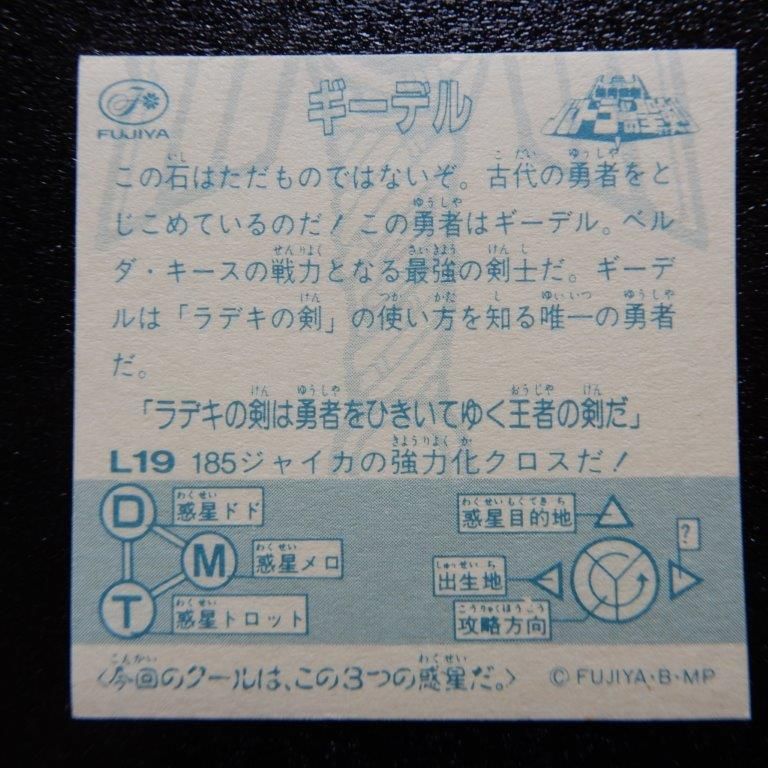 FUJIYA
ギーデル
この石はただものではないぞ。古代の勇者をと
じこめているのだ！この勇者はギーデル。ベル
ダ・キースの戦力となる最強の剣士だ。ギーデ
ルは「ラデキの剣」の使い方を知る唯一の勇者
だ。
「ラデキの剣は勇者をひきいてゆく王者の剣だ」
L19 185ジャイカの強力化クロスだ！
D 惑星ドド
M 惑星メロ
T 惑星トロット
惑星目的地
?
出生地
攻略方向
〈今回のクールは、この3つの惑星だ。〉
© FUJIYA・B・MP